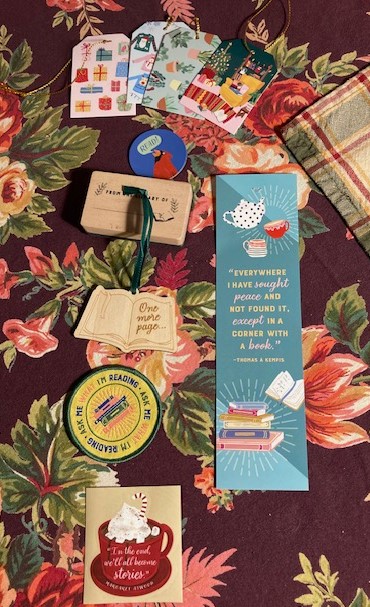 READ!
FROM THE LIBRARY OF
One
more
page...
ASK ME WHAT I'M READING • ASK ME WHAT I'M READING •
"EVERYWHERE
I HAVE sought
peace AND
NOT FOUND IT,
except IN A
CORNER WITH
a book."
-THOMAS À KEMPIS
"In the end,
we'll all become
stories."
MARGARET ATWOOD